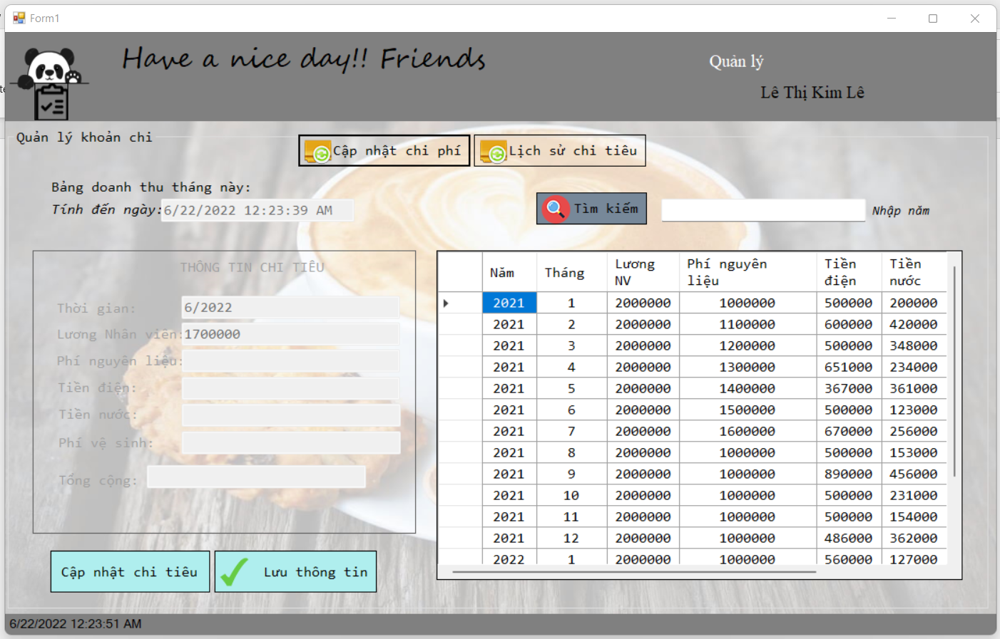 Form1
Have a nice day!! Friends
Quản lý
Lê Thị Kim Lê
Quản lý khoản chi
Cập nhật chi phí
Lịch sử chi tiêu
Bảng doanh thu tháng này:
Tính đến ngày: 6/22/2022 12:23:39 AM
Tìm kiếm
Nhập năm
THÔNG TIN CHI TIÊU
Thời gian: 6/2022
Lương Nhân viên: 1700000
Phí nguyên liệu:
Tiền điện:
Tiền nước:
Phí vệ sinh:
Tổng cộng:
Cập nhật chi tiêu
Lưu thông tin
Năm Tháng Lương NV Phí nguyên liệu Tiền điện Tiền nước
2021 1 2000000 1000000 500000 200000
2021 2 2000000 1100000 600000 420000
2021 3 2000000 1200000 500000 348000
2021 4 2000000 1300000 651000 234000
2021 5 2000000 1400000 367000 361000
2021 6 2000000 1500000 500000 123000
2021 7 2000000 1600000 670000 256000
2021 8 2000000 1000000 500000 153000
2021 9 2000000 1000000 890000 456000
2021 10 2000000 1000000 500000 231000
2021 11 2000000 1000000 500000 154000
2021 12 2000000 1000000 486000 362000
2022 1 2000000 1000000 560000 127000
6/22/2022 12:23:51 AM